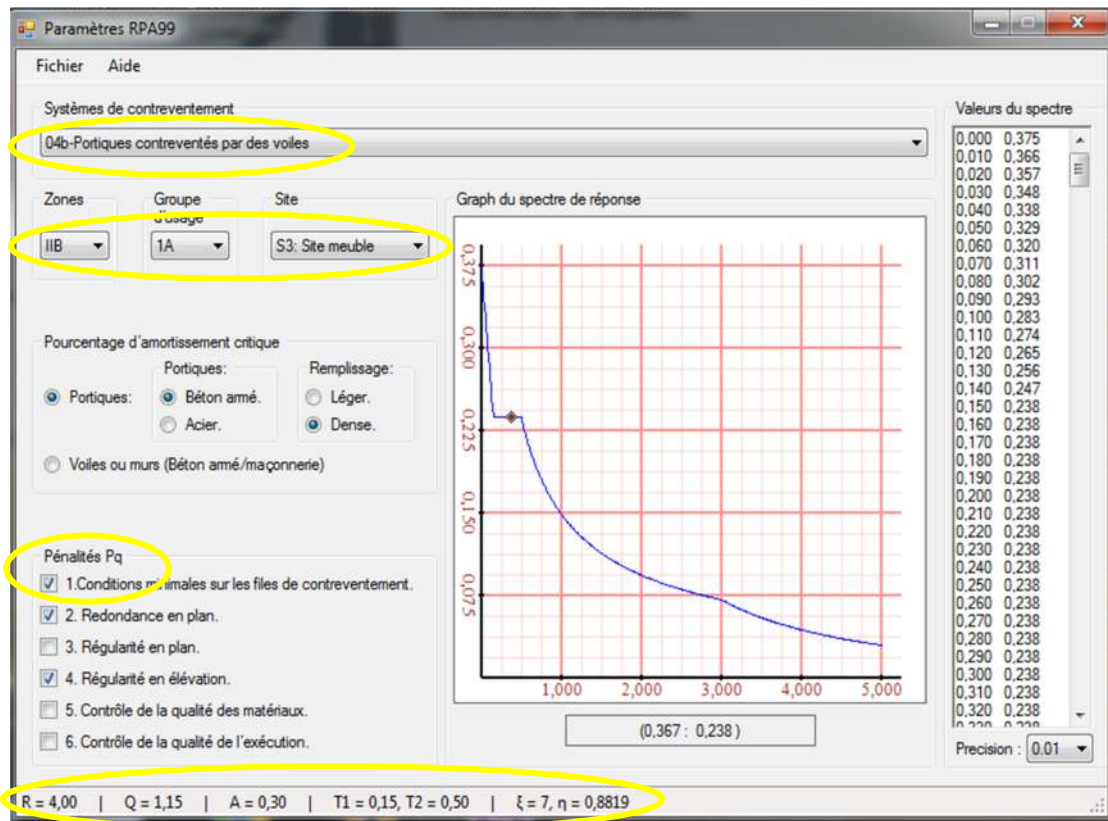 Paramètres RPA99
Fichier Aide
Systèmes de contreventement
04b-Portiques contreventés par des voiles
Zones
Groupe d'usage
Site
IIB
1A
S3: Site meuble
Pourcentage d'amortissement critique
Portiques:
Remplissage:
Portiques:
Béton armé.
Léger.
Acier.
Dense.
Voiles ou murs (Béton armé/maçonnerie)
Pénalités Pq
1.Conditions minimales sur les files de contreventement.
2. Redondance en plan.
3. Régularité en plan.
4. Régularité en élévation.
5. Contrôle de la qualité des matériaux.
6. Contrôle de la qualité de l'exécution.
Graph du spectre de réponse
0,375
0,300
0,225
0,150
0,075
1,000 2,000 3,000 4,000 5,000
(0,367 : 0,238 )
Valeurs du spectre
0,000 0,375
0,010 0,366
0,020 0,357
0,030 0,348
0,040 0,338
0,050 0,329
0,060 0,320
0,070 0,311
0,080 0,302
0,090 0,293
0,100 0,283
0,110 0,274
0,120 0,265
0,130 0,256
0,140 0,247
0,150 0,238
0,160 0,238
0,170 0,238
0,180 0,238
0,190 0,238
0,200 0,238
0,210 0,238
0,220 0,238
0,230 0,238
0,240 0,238
0,250 0,238
0,260 0,238
0,270 0,238
0,280 0,238
0,290 0,238
0,300 0,238
0,310 0,238
0,320 0,238
Precision : 0.01
R = 4,00 | Q = 1,15 | A = 0,30 | T1 = 0,15, T2 = 0,50 | ξ = 7, η = 0,8819